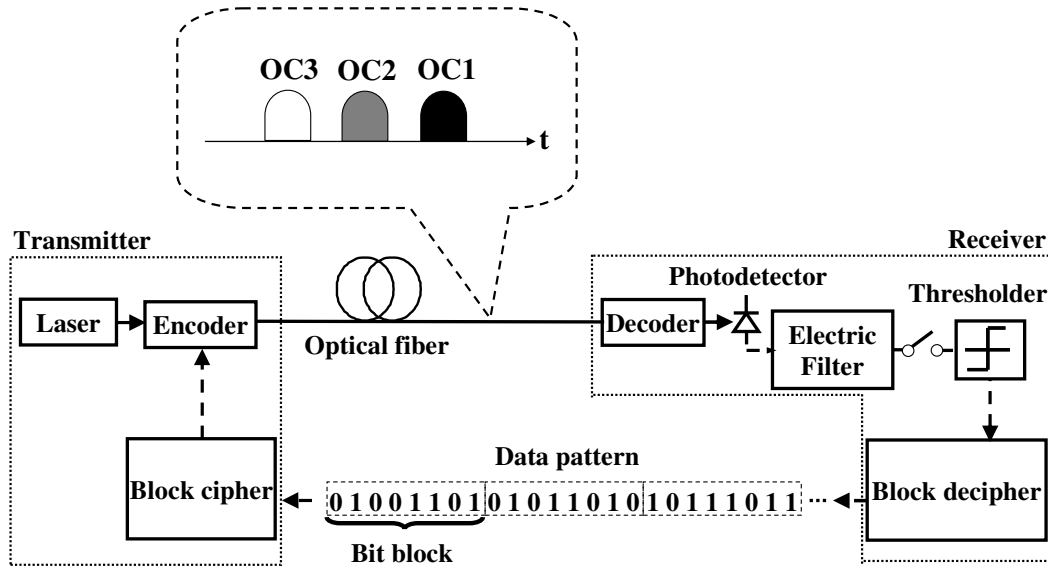 OC3 OC2 OC1
t
Transmitter
Receiver
Photodetector
Thresholder
Laser
Encoder
Optical fiber
Decoder
Electric
Filter
Block cipher
Data pattern
0 1 0 0 1 1 0 1 0 1 0 1 1 0 1 0 1 0 1 1 1 0 1 1 ...
Bit block
Block decipher